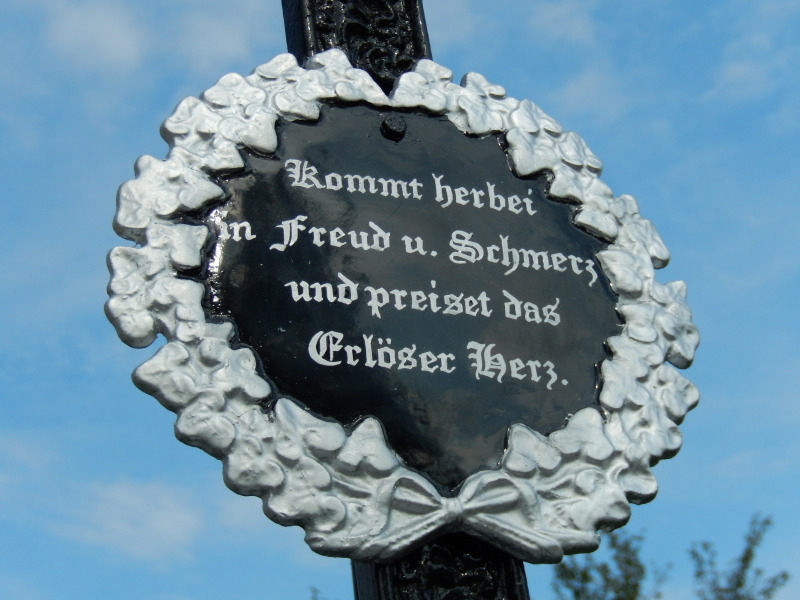 Kommt herbei
in Freud u. Schmerz
und preiset das
Erlöser Herz.